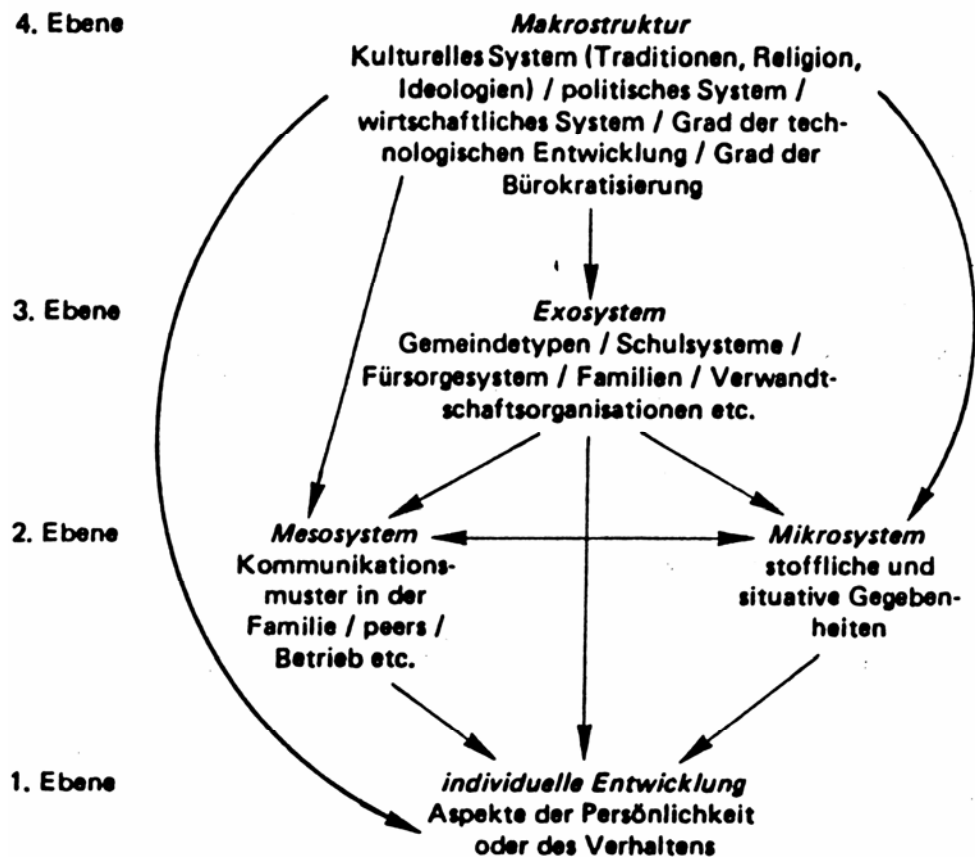 4. Ebene
Makrostruktur
Kulturelles System (Traditionen, Religion,
Ideologien) / politisches System /
wirtschaftliches System / Grad der tech-
nologischen Entwicklung / Grad der
Bürokratisierung
3. Ebene
Exosystem
Gemeindetypen / Schulsysteme /
Fürsorgesystem / Familien / Verwandt-
schaftsorganisationen etc.
2. Ebene
Mesosystem
Kommunikations-
muster in der
Familie / peers /
Betrieb etc.
Mikrosystem
stoffliche und
situative Gegeben-
heiten
1. Ebene
individuelle Entwicklung
Aspekte der Persönlichkeit
oder des Verhaltens